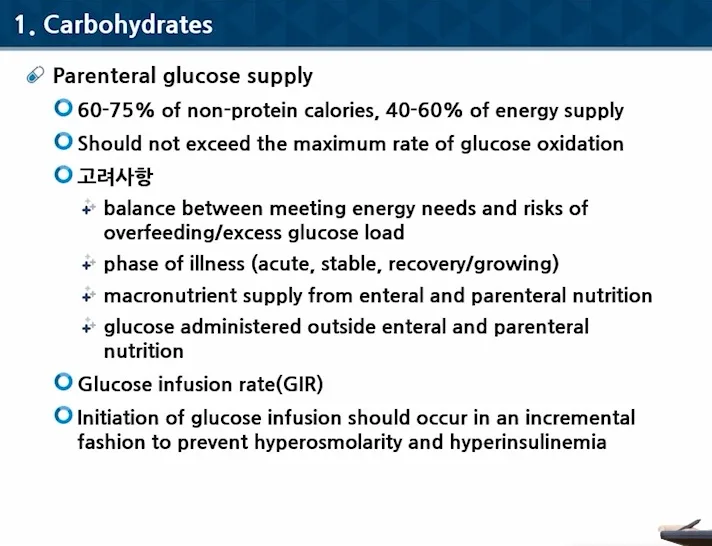 1. Carbohydrates
Parenteral glucose supply
60-75% of non-protein calories, 40-60% of energy supply
Should not exceed the maximum rate of glucose oxidation
고려사항
balance between meeting energy needs and risks of
overfeeding/excess glucose load
phase of illness (acute, stable, recovery/growing)
macronutrient supply from enteral and parenteral nutrition
glucose administered outside enteral and parenteral
nutrition
Glucose infusion rate(GIR)
Initiation of glucose infusion should occur in an incremental
fashion to prevent hyperosmolarity and hyperinsulinemia